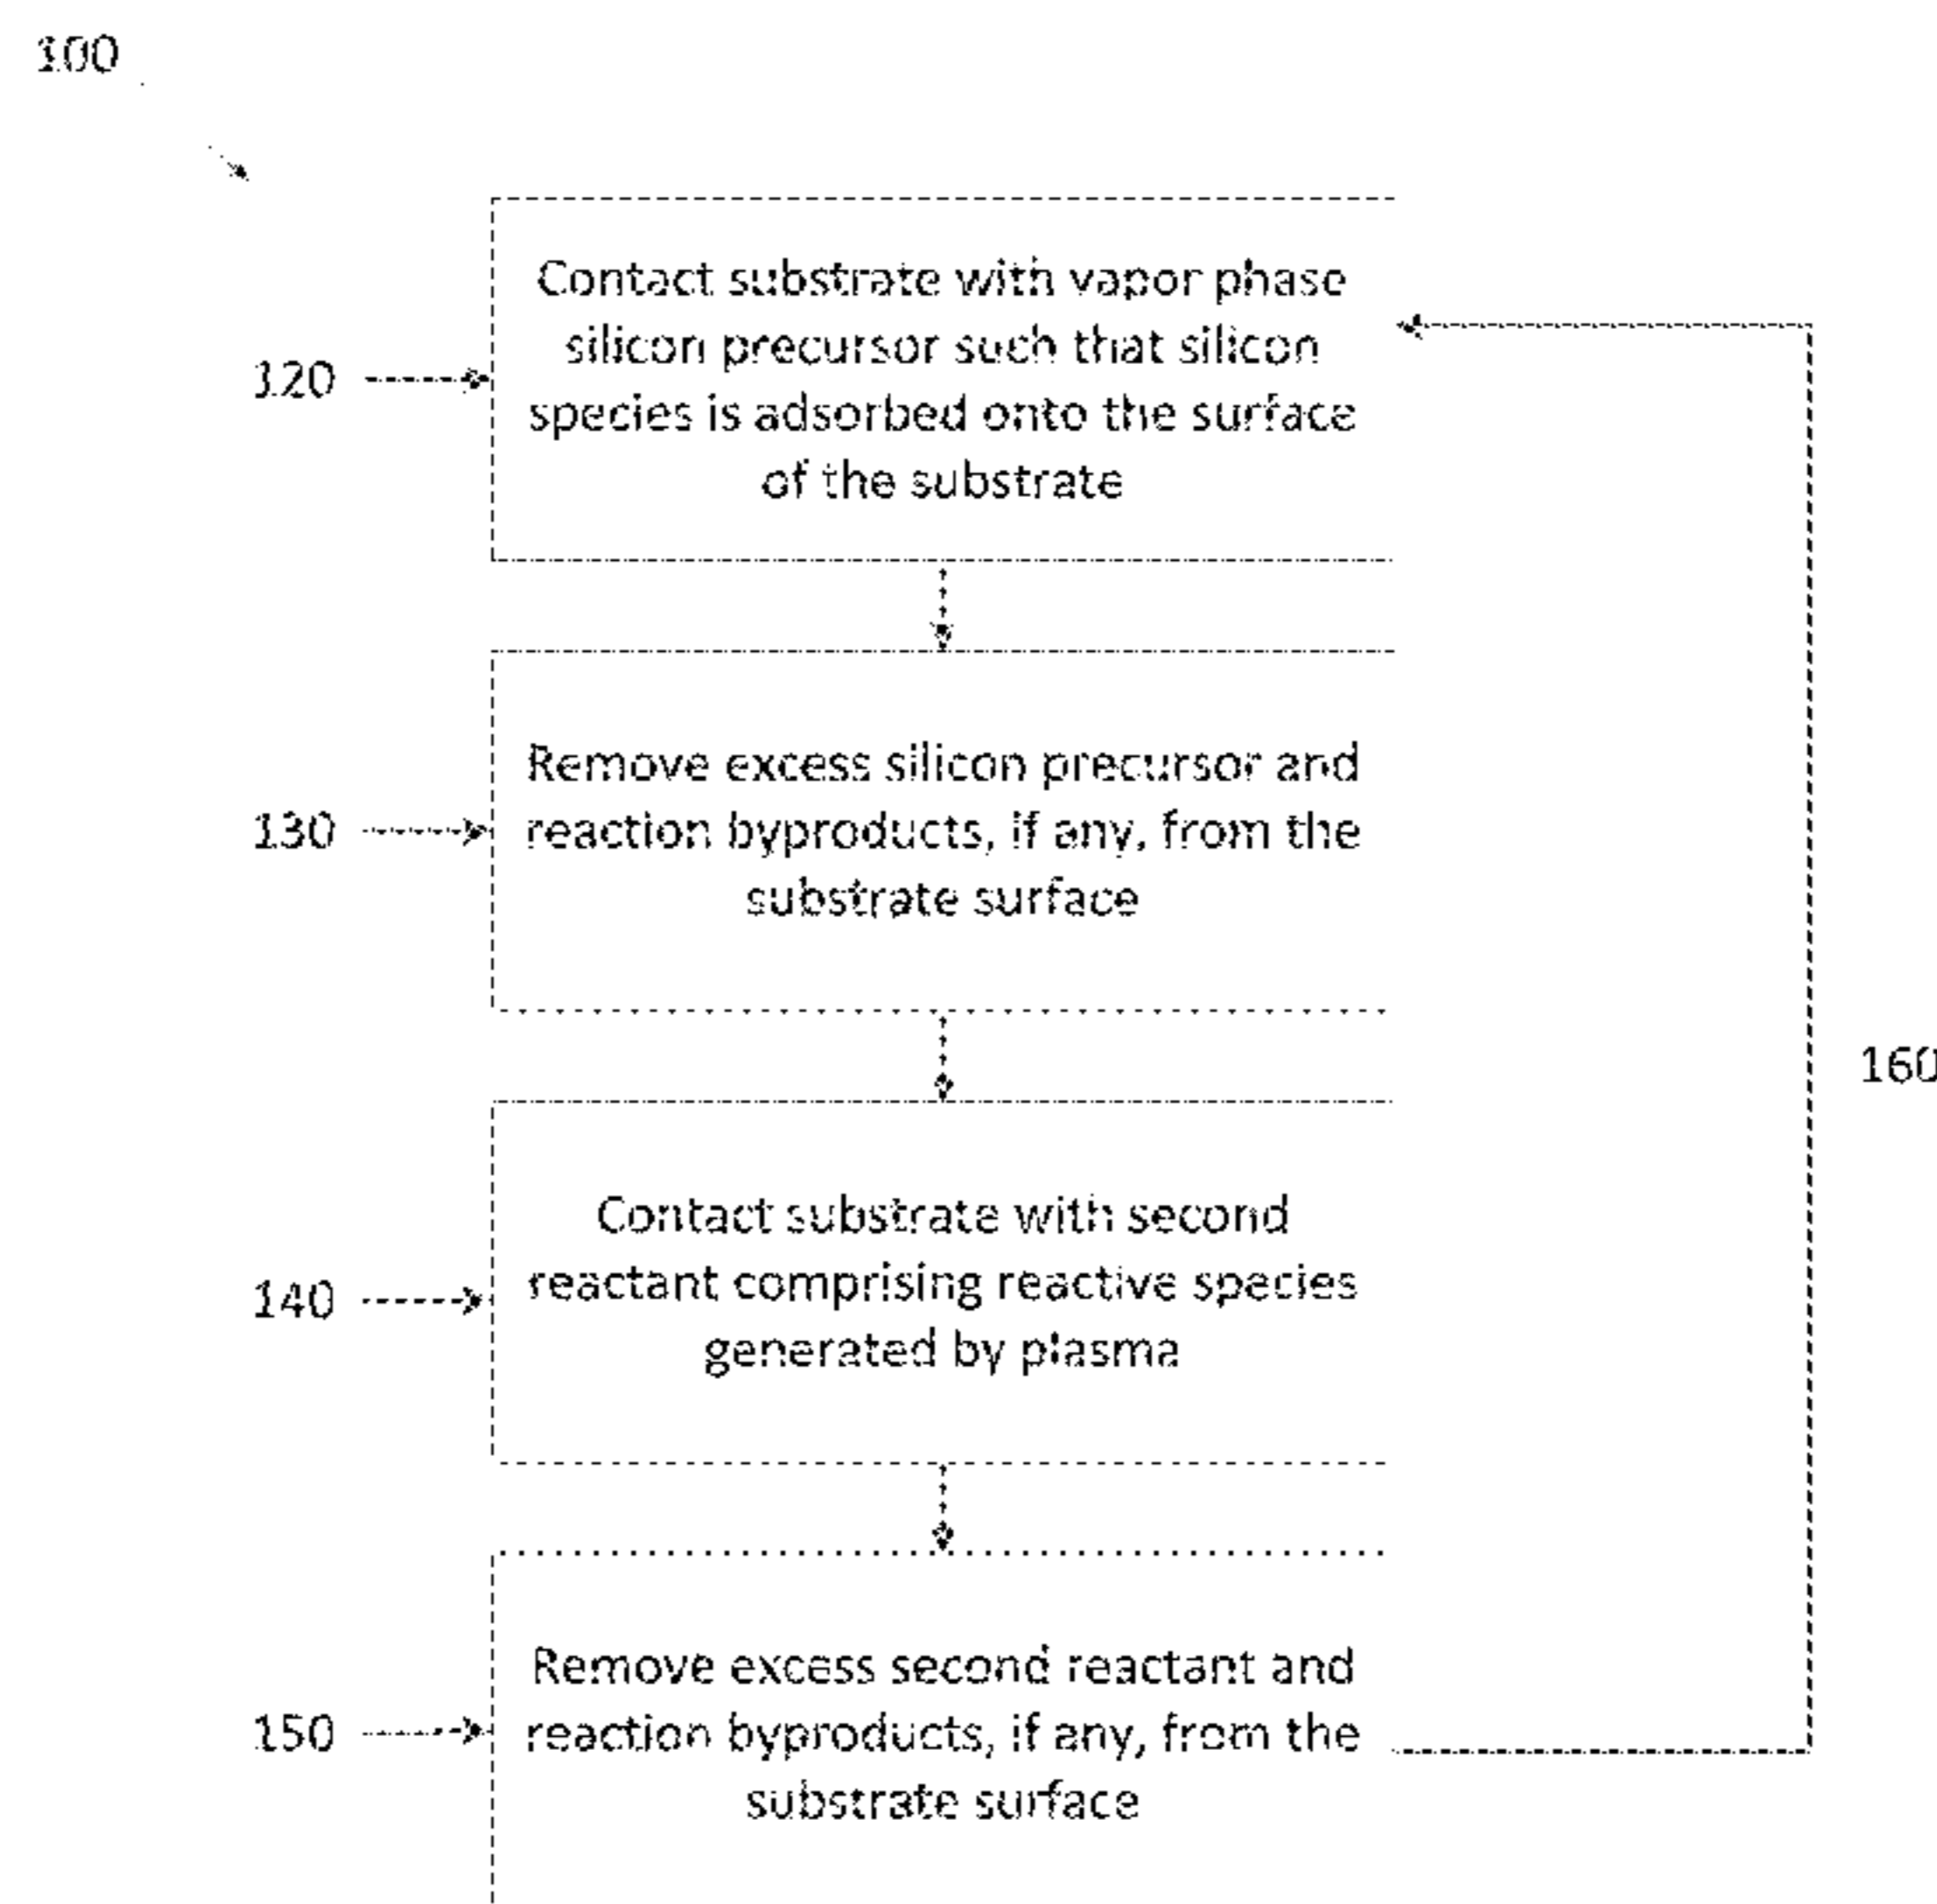 100
Contact substrate with vapor phase
silicon precursor such that silicon
species is adsorbed onto the surface
of the substrate
120
Remove excess silicon precursor and
reaction byproducts, if any, from the
substrate surface
130
160
Contact substrate with second
reactant comprising reactive species
generated by plasma
140
Remove excess second reactant and
reaction byproducts, if any, from the
substrate surface
150